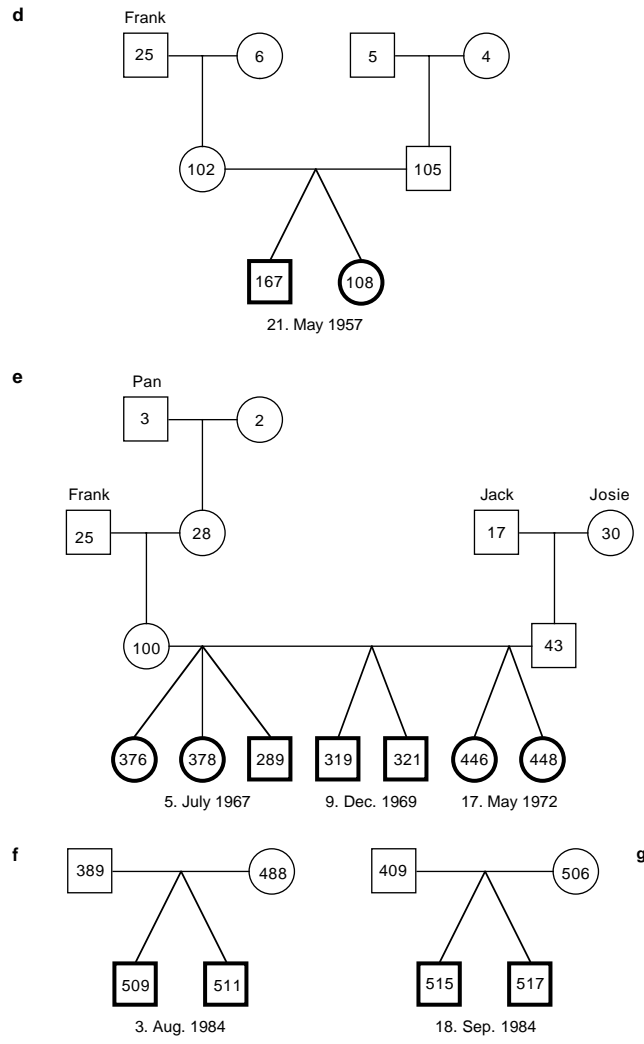 d
Frank
25 6 5 4
102 105
167 108
21. May 1957
e
Pan
3 2
Frank Jack Josie
25 28 17 30
100 43
376 378 289 319 321 446 448
5. July 1967 9. Dec. 1969 17. May 1972
f g
389 488 409 506
509 511 515 517
3. Aug. 1984 18. Sep. 1984